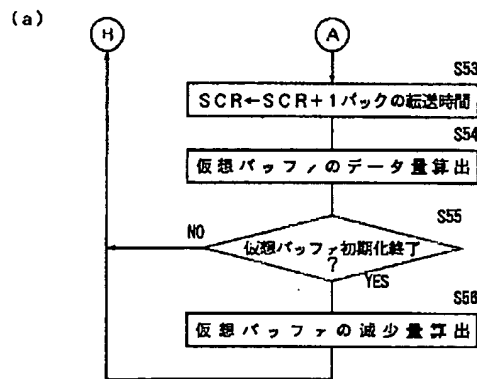 (a)
B
A
S53
SCR←SCR+1パックの転送時間
S54
仮想バッファのデータ量算出
S55
NO
仮想バッファ初期化終了
?
YES
S56
仮想バッファの減少量算出